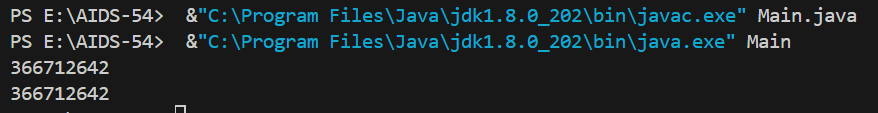 PS E:\AIDS-54>  &"C:\Program Files\Java\jdk1.8.0_202\bin\javac.exe" Main.java
PS E:\AIDS-54>  &"C:\Program Files\Java\jdk1.8.0_202\bin\java.exe" Main
366712642
366712642